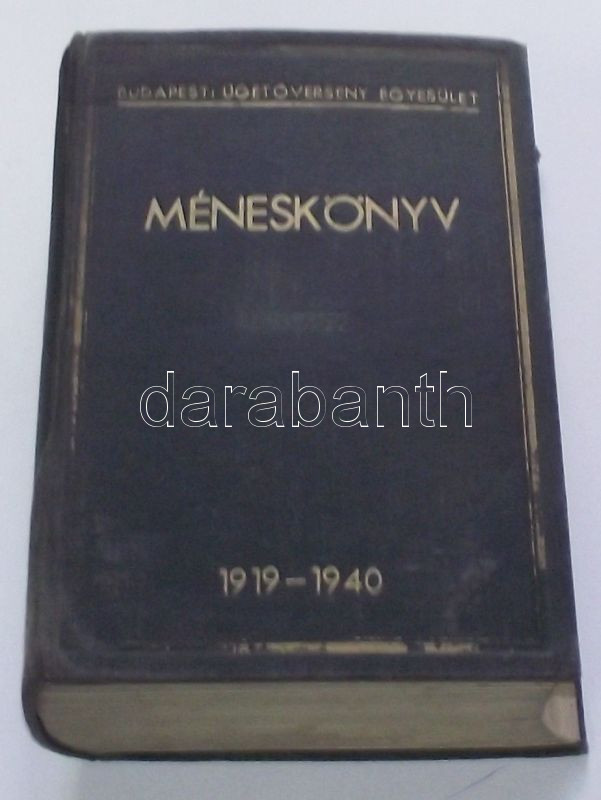 BUDAPESTI ÜGETŐVERSENY EGYESÜLET
MÉNESKÖNYV
darabanth
1919-1940